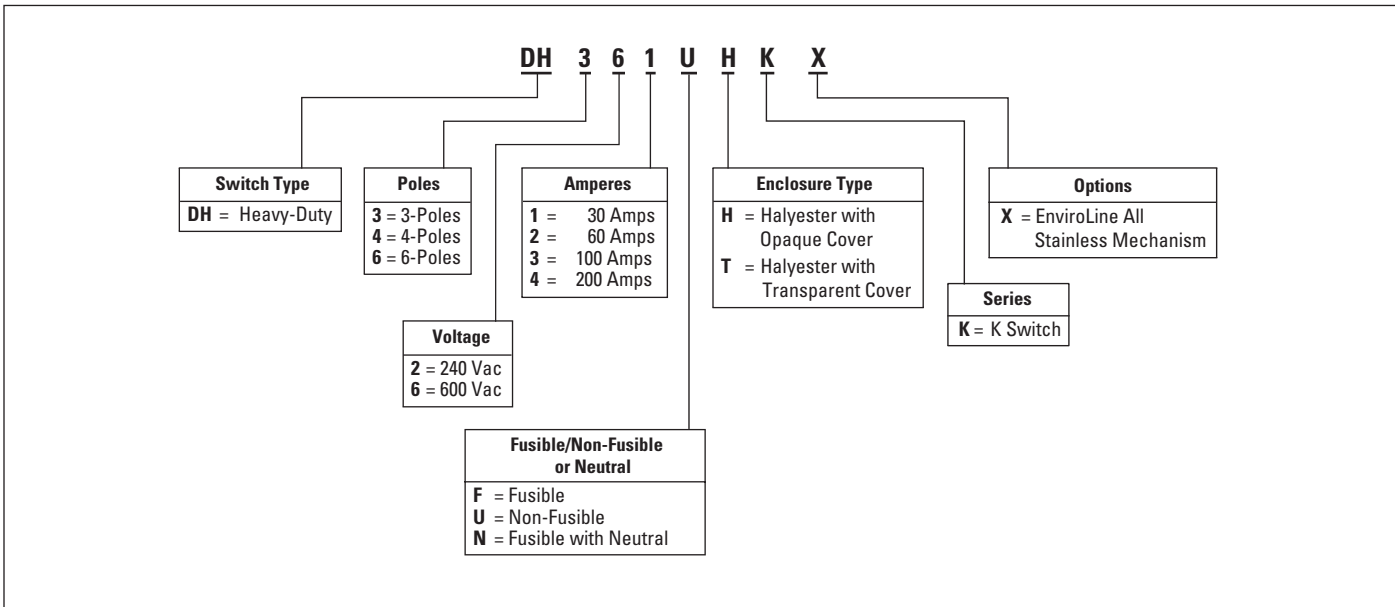 DH 3 6 1 U H K X
Switch Type
DH = Heavy-Duty
Poles
3 = 3-Poles
4 = 4-Poles
6 = 6-Poles
Amperes
1 = 30 Amps
2 = 60 Amps
3 = 100 Amps
4 = 200 Amps
Enclosure Type
H = Halyester with
Opaque Cover
T = Halyester with
Transparent Cover
Options
X = EnviroLine All
Stainless Mechanism
Series
K = K Switch
Voltage
2 = 240 Vac
6 = 600 Vac
Fusible/Non-Fusible
or Neutral
F = Fusible
U = Non-Fusible
N = Fusible with Neutral